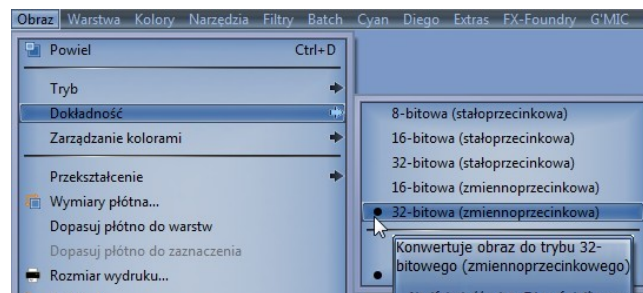 Obraz Warstwa Kolory Narzędzia Filtry Batch Cyan Diego Extras FX-Foundry G'MIC
Powiel Ctrl+D
Tryb
Dokładność
Zarządzanie kolorami
Przekształcenie
Wymiary płótna...
Dopasuj płótno do warstw
Dopasuj płótno do zaznaczenia
Rozmiar wydruku...
8-bitowa (stałoprzecinkowa)
16-bitowa (stałoprzecinkowa)
32-bitowa (stałoprzecinkowa)
16-bitowa (zmiennoprzecinkowa)
32-bitowa (zmiennoprzecinkowa)
Konwertuje obraz do trybu 32-
bitowego (zmiennoprzecinkowego)